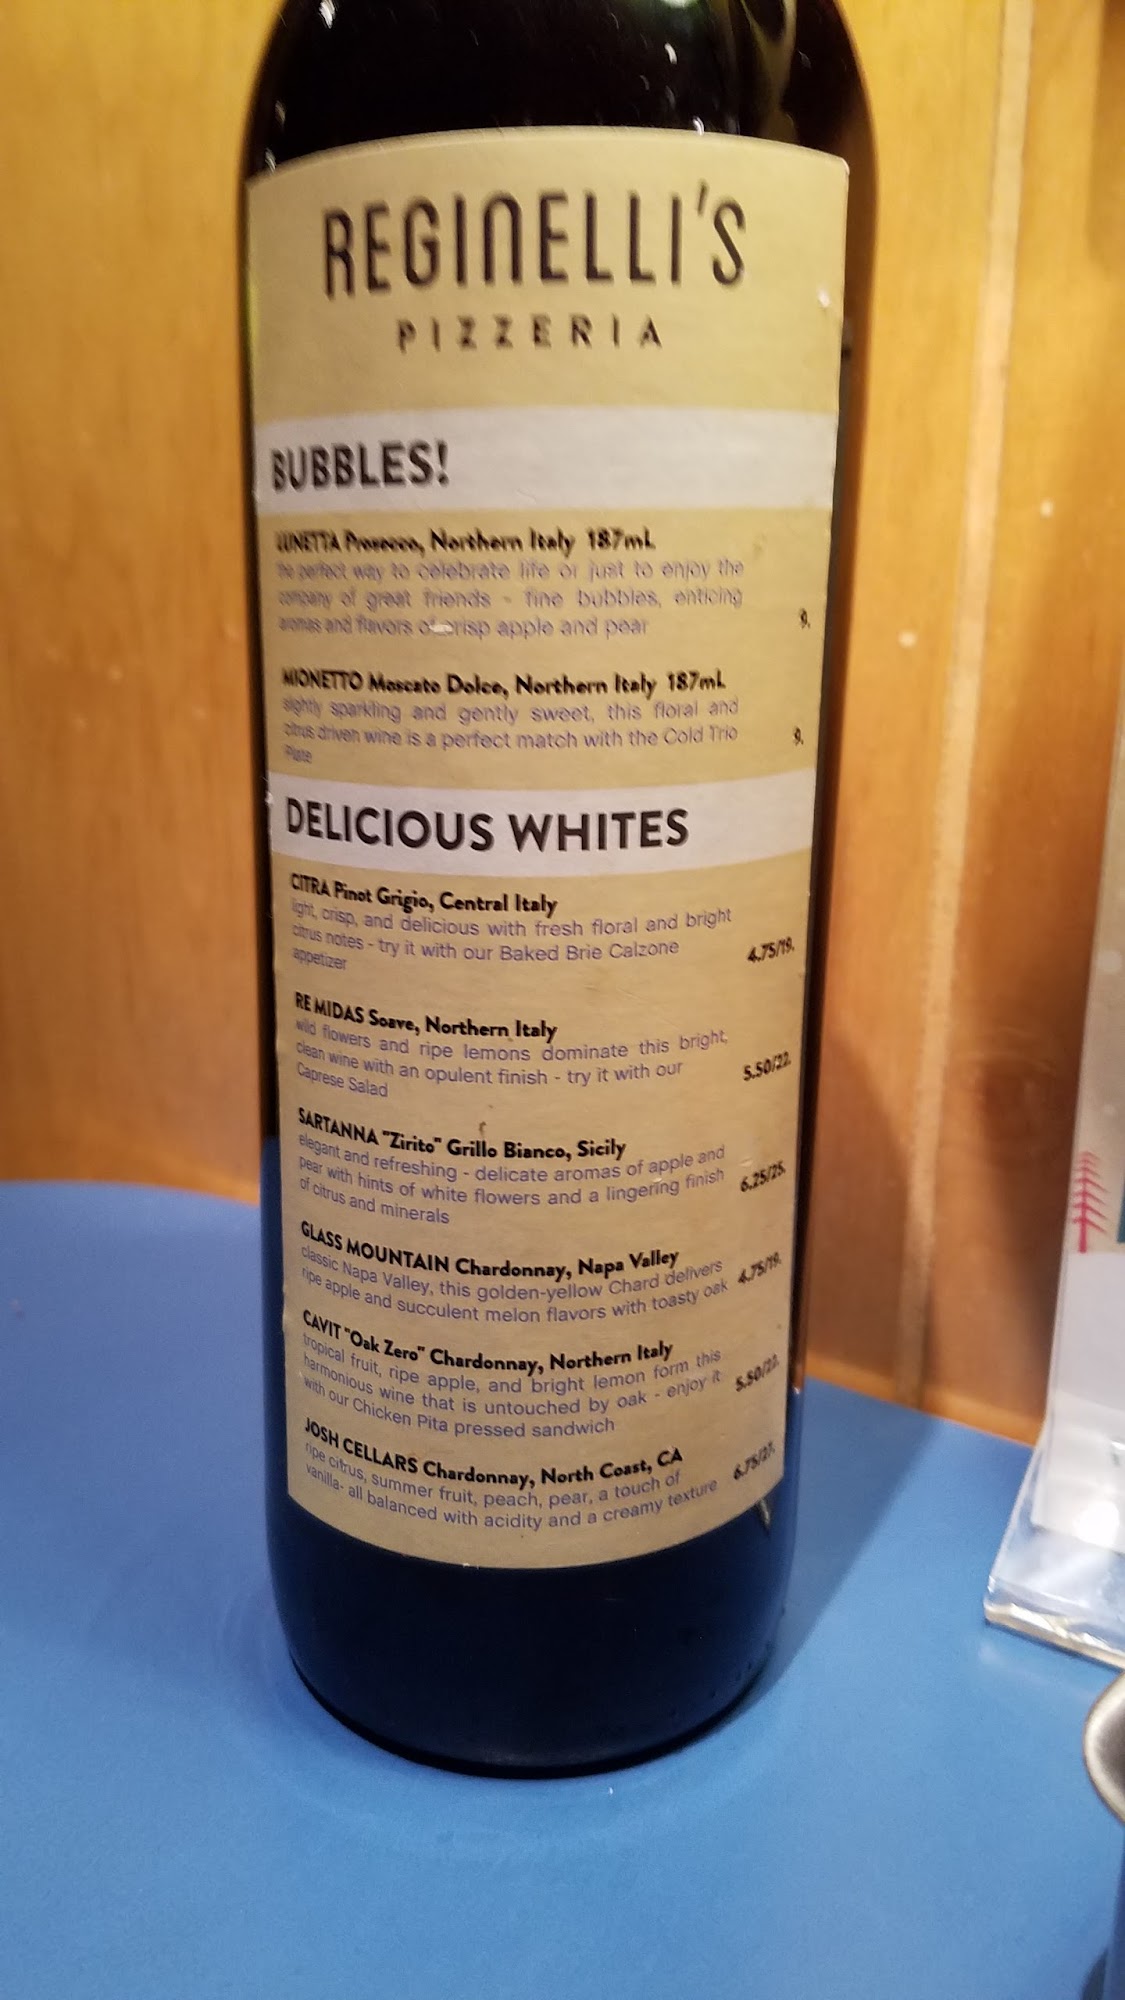 REGINELLI'S
PIZZERIA
BUBBLES!
LUNETTA Prosecco, Northern Italy 187mL
the perfect way to celebrate life or just to enjoy the
company of great friends - fine bubbles, enticing
aromas and flavors of crisp apple and pear 9.
MIONETTO Moscato Dolce, Northern Italy 187mL
slightly sparkling and gently sweet, this floral and
citrus driven wine is a perfect match with the Cold Trio 9.
Plate
DELICIOUS WHITES
CITRA Pinot Grigio, Central Italy
light, crisp, and delicious with fresh floral and bright
citrus notes - try it with our Baked Brie Calzone 4.75/19.
appetizer
RE MIDAS Soave, Northern Italy
wild flowers and ripe lemons dominate this bright,
clean wine with an opulent finish - try it with our 5.50/22.
Caprese Salad
SARTANNA "Zirito" Grillo Bianco, Sicily
elegant and refreshing - delicate aromas of apple and
pear with hints of white flowers and a lingering finish 6.25/25.
of citrus and minerals
GLASS MOUNTAIN Chardonnay, Napa Valley
classic Napa Valley, this golden-yellow Chard delivers 4.75/19.
ripe apple and succulent melon flavors with toasty oak
CAVIT "Oak Zero" Chardonnay, Northern Italy
tropical fruit, ripe apple, and bright lemon form this
harmonious wine that is untouched by oak - enjoy it 5.50/22.
with our Chicken Pita pressed sandwich
JOSH CELLARS Chardonnay, North Coast, CA
ripe citrus, summer fruit, peach, pear, a touch of 6.75/27.
vanilla- all balanced with acidity and a creamy texture